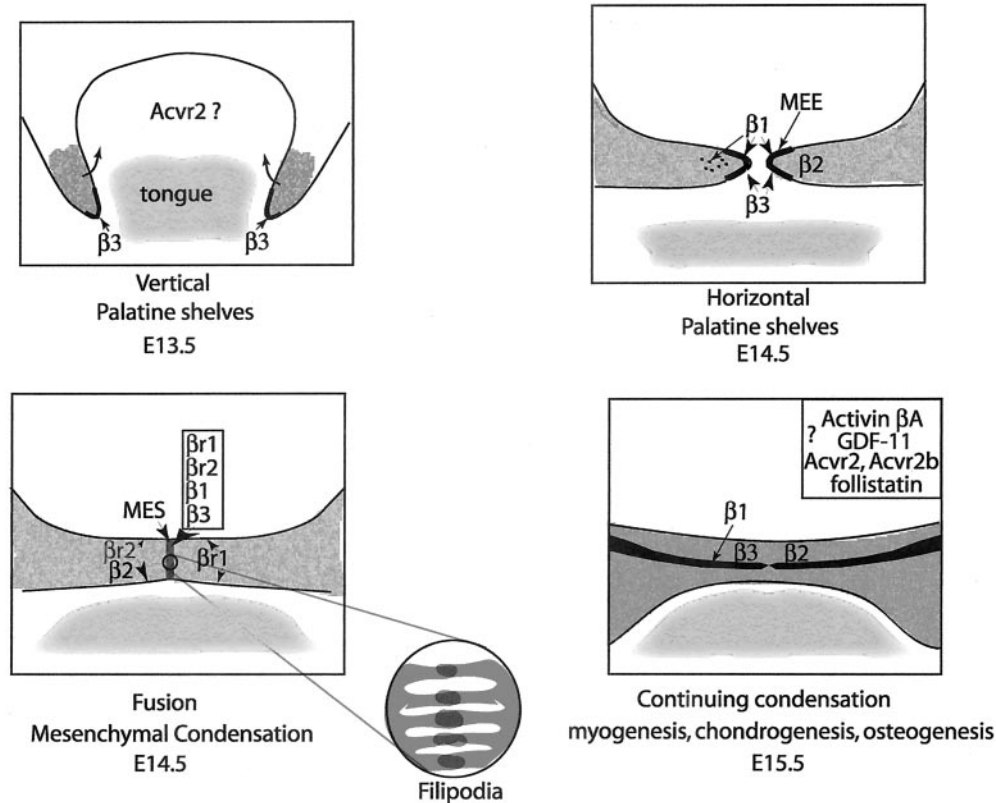 Acvr2 ?
tongue
β3
β3
Vertical
Palatine shelves
E13.5
MEE
β1
β2
β3
Horizontal
Palatine shelves
E14.5
βr1
βr2
β1
β3
MES
βr2
βr1
β2
Fusion
Mesenchymal Condensation
E14.5
Filipodia
Activin βA
? GDF-11
Acvr2, Acvr2b
follistatin
β1
β3
β2
Continuing condensation
myogenesis, chondrogenesis, osteogenesis
E15.5